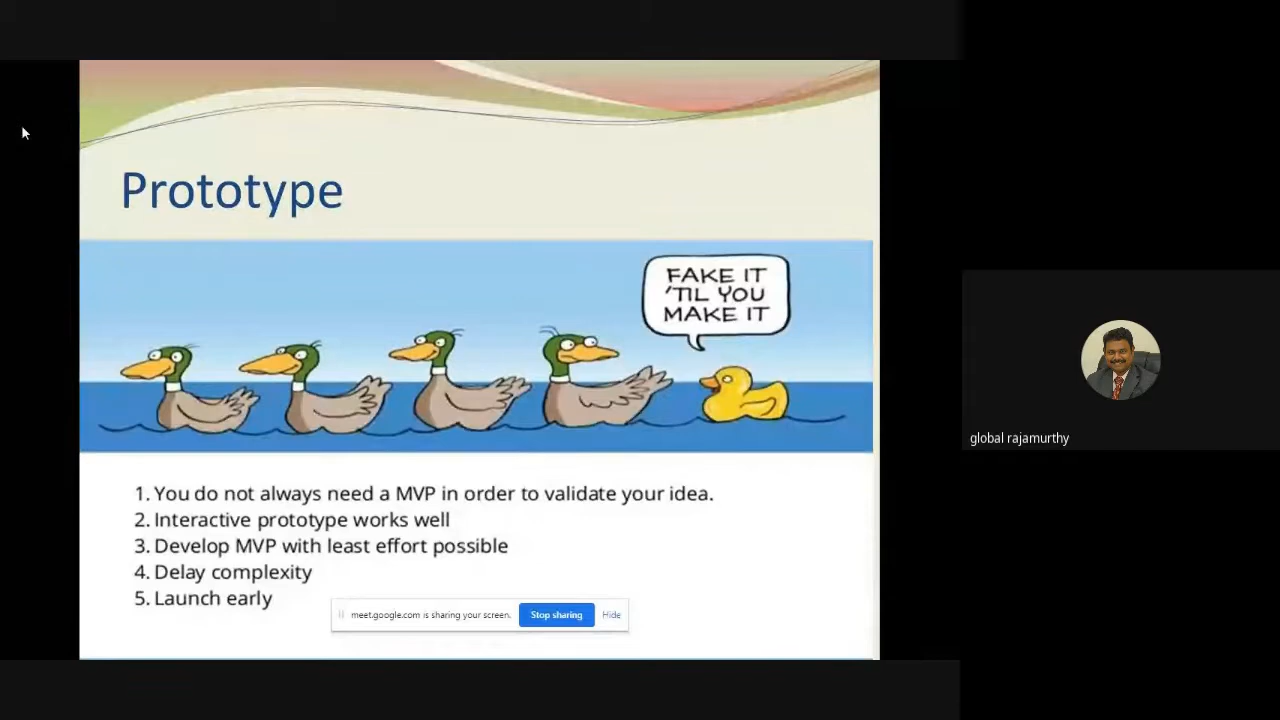 Prototype
FAKE IT
'TIL YOU
MAKE IT
1. You do not always need a MVP in order to validate your idea.
2. Interactive prototype works well
3. Develop MVP with least effort possible
4. Delay complexity
5. Launch early
meet.google.com is sharing your screen. Stop sharing Hide
global rajamurthy